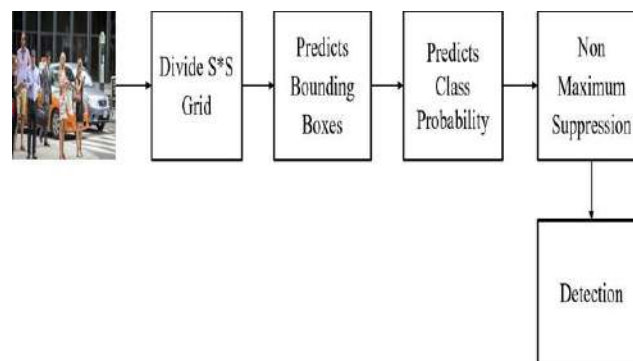 Divide S*S
Grid
Predicts
Bounding
Boxes
Predicts
Class
Probability
Non
Maximum
Suppression
Detection